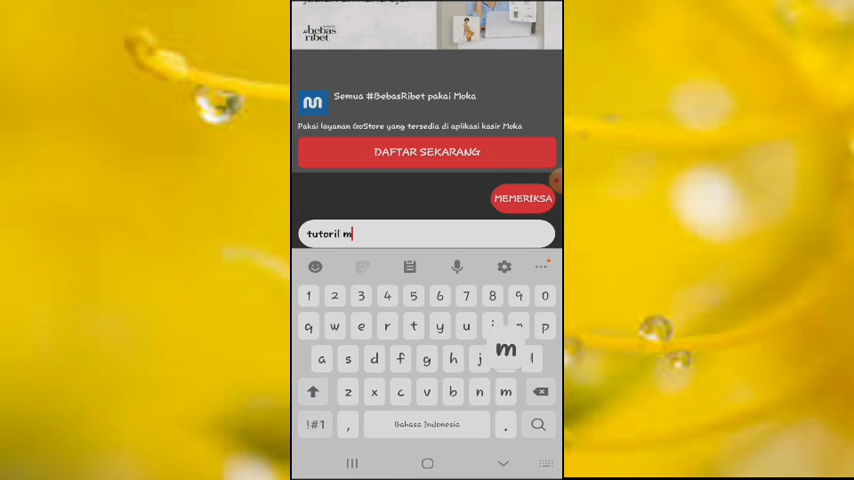 #bebas
ribet
Semua #BebasRibet pakai Moka
Pakai layanan GoStore yang tersedia di aplikasi kasir Moka
DAFTAR SEKARANG
MEMERIKSA
tutoril m
1 2 3 4 5 6 7 8 9 0
q w e r t y u i p
a s d f g h j m l
z x c v b n m
!#1 , Bahasa Indonesia .